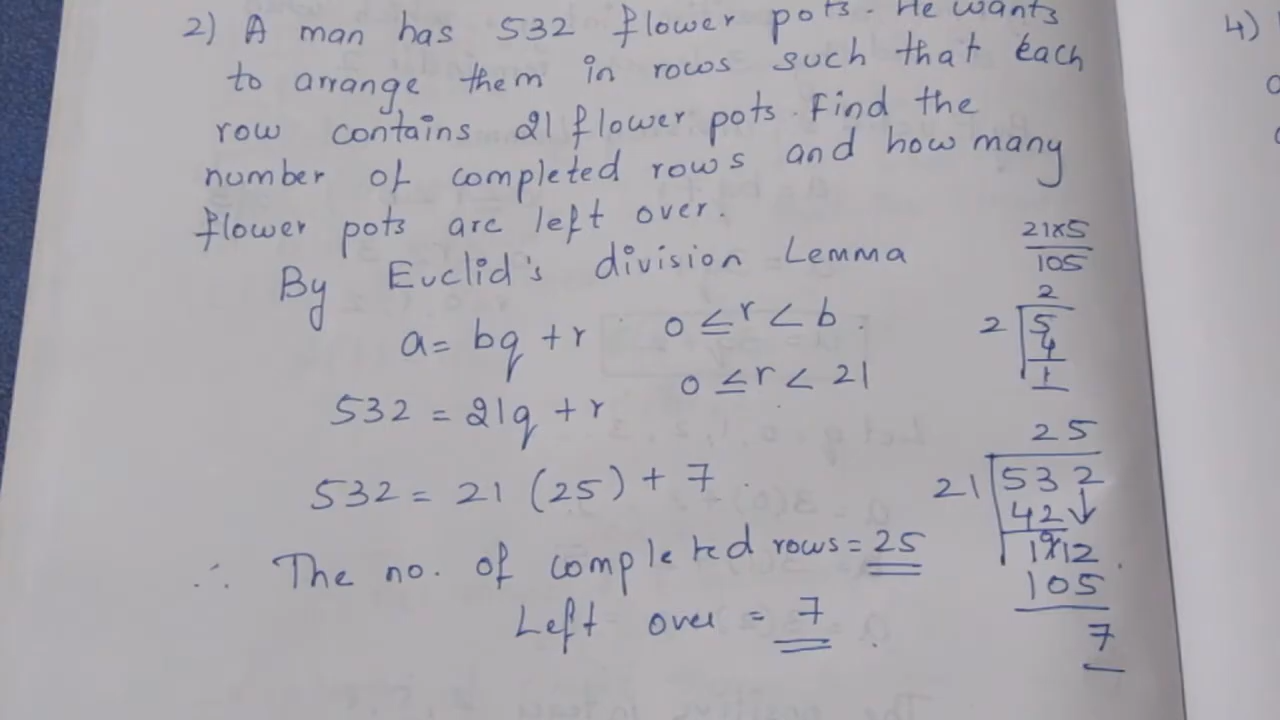 2) A man has 532 flower pots. He wants
to arrange them in rows such that each
row contains 21 flower pots. Find the
number of completed rows and how many
flower pots are left over.
By Euclid's division Lemma
a = bq + r 0 ≤ r < b.
532 = 21q + r 0 ≤ r < 21
532 = 21 (25) + 7.
∴ The no. of completed rows = 25
Left over = 7
21x5
105
2
2 5
4
1
25
21 532
42↓
112
105
7
4)